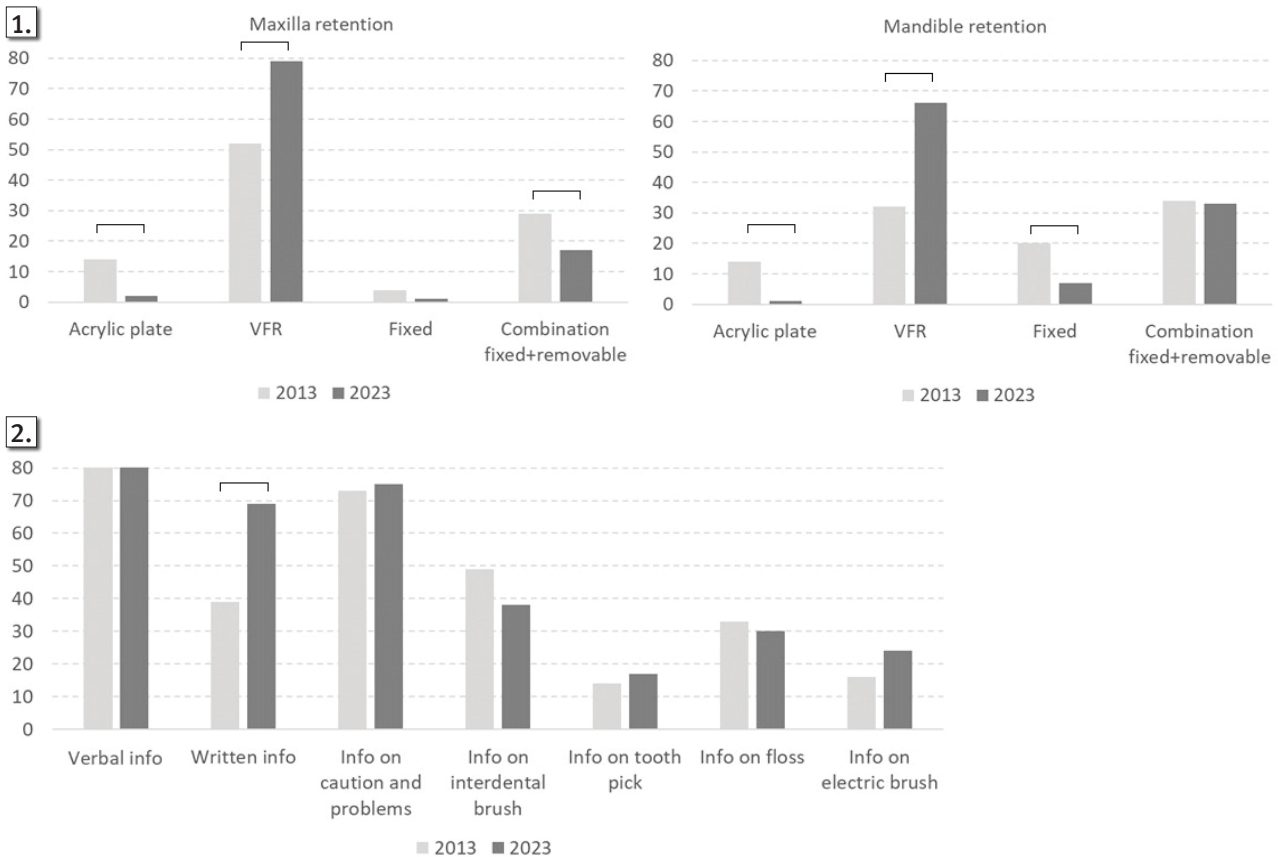 1.
Maxilla retention
80
70
60
50
40
30
20
10
0
Acrylic plate
VFR
Fixed
Combination
fixed+removable
2013
2023
Mandible retention
80
70
60
50
40
30
20
10
0
Acrylic plate
VFR
Fixed
Combination
fixed+removable
2013
2023
2.
80
70
60
50
40
30
20
10
0
Verbal info
Written info
Info on
caution and
problems
Info on
interdental
brush
Info on tooth
pick
Info on floss
Info on
electric brush
2013
2023